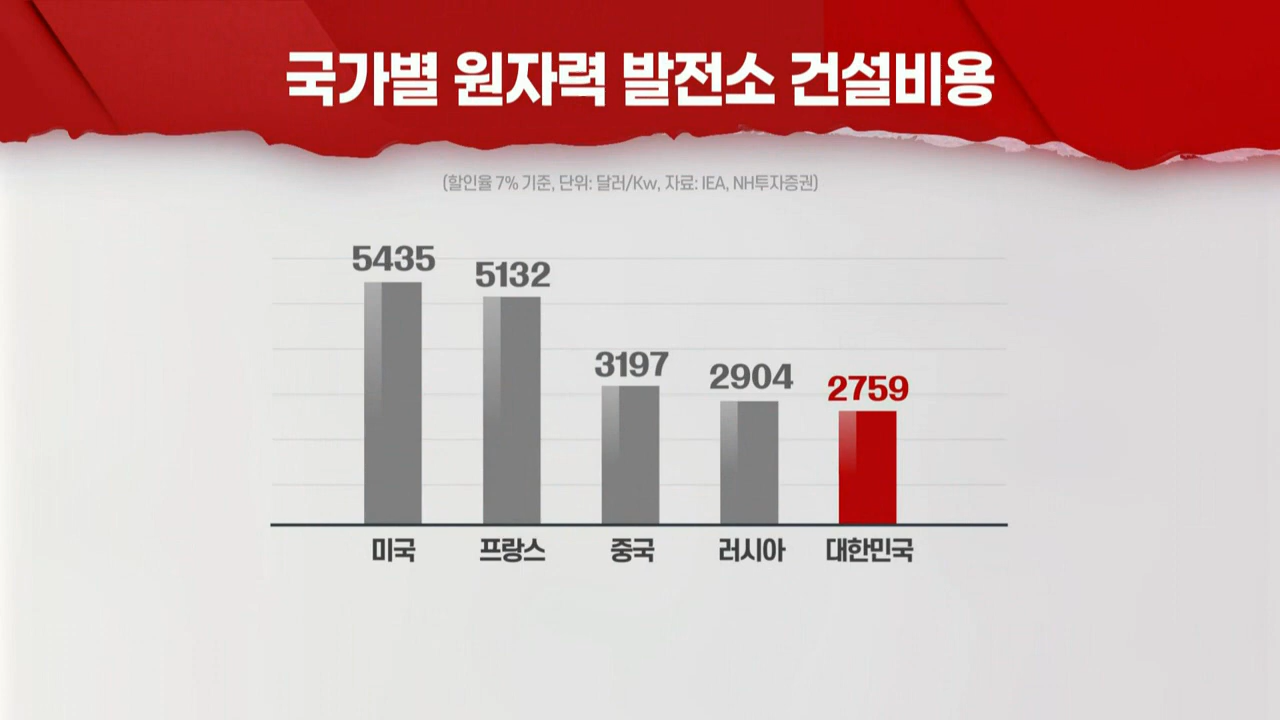 국가별 원자력 발전소 건설비용
(할인율 7% 기준, 단위: 달러/Kw, 자료: IEA, NH투자증권)
5435
5132
3197
2904
2759
미국
프랑스
중국
러시아
대한민국